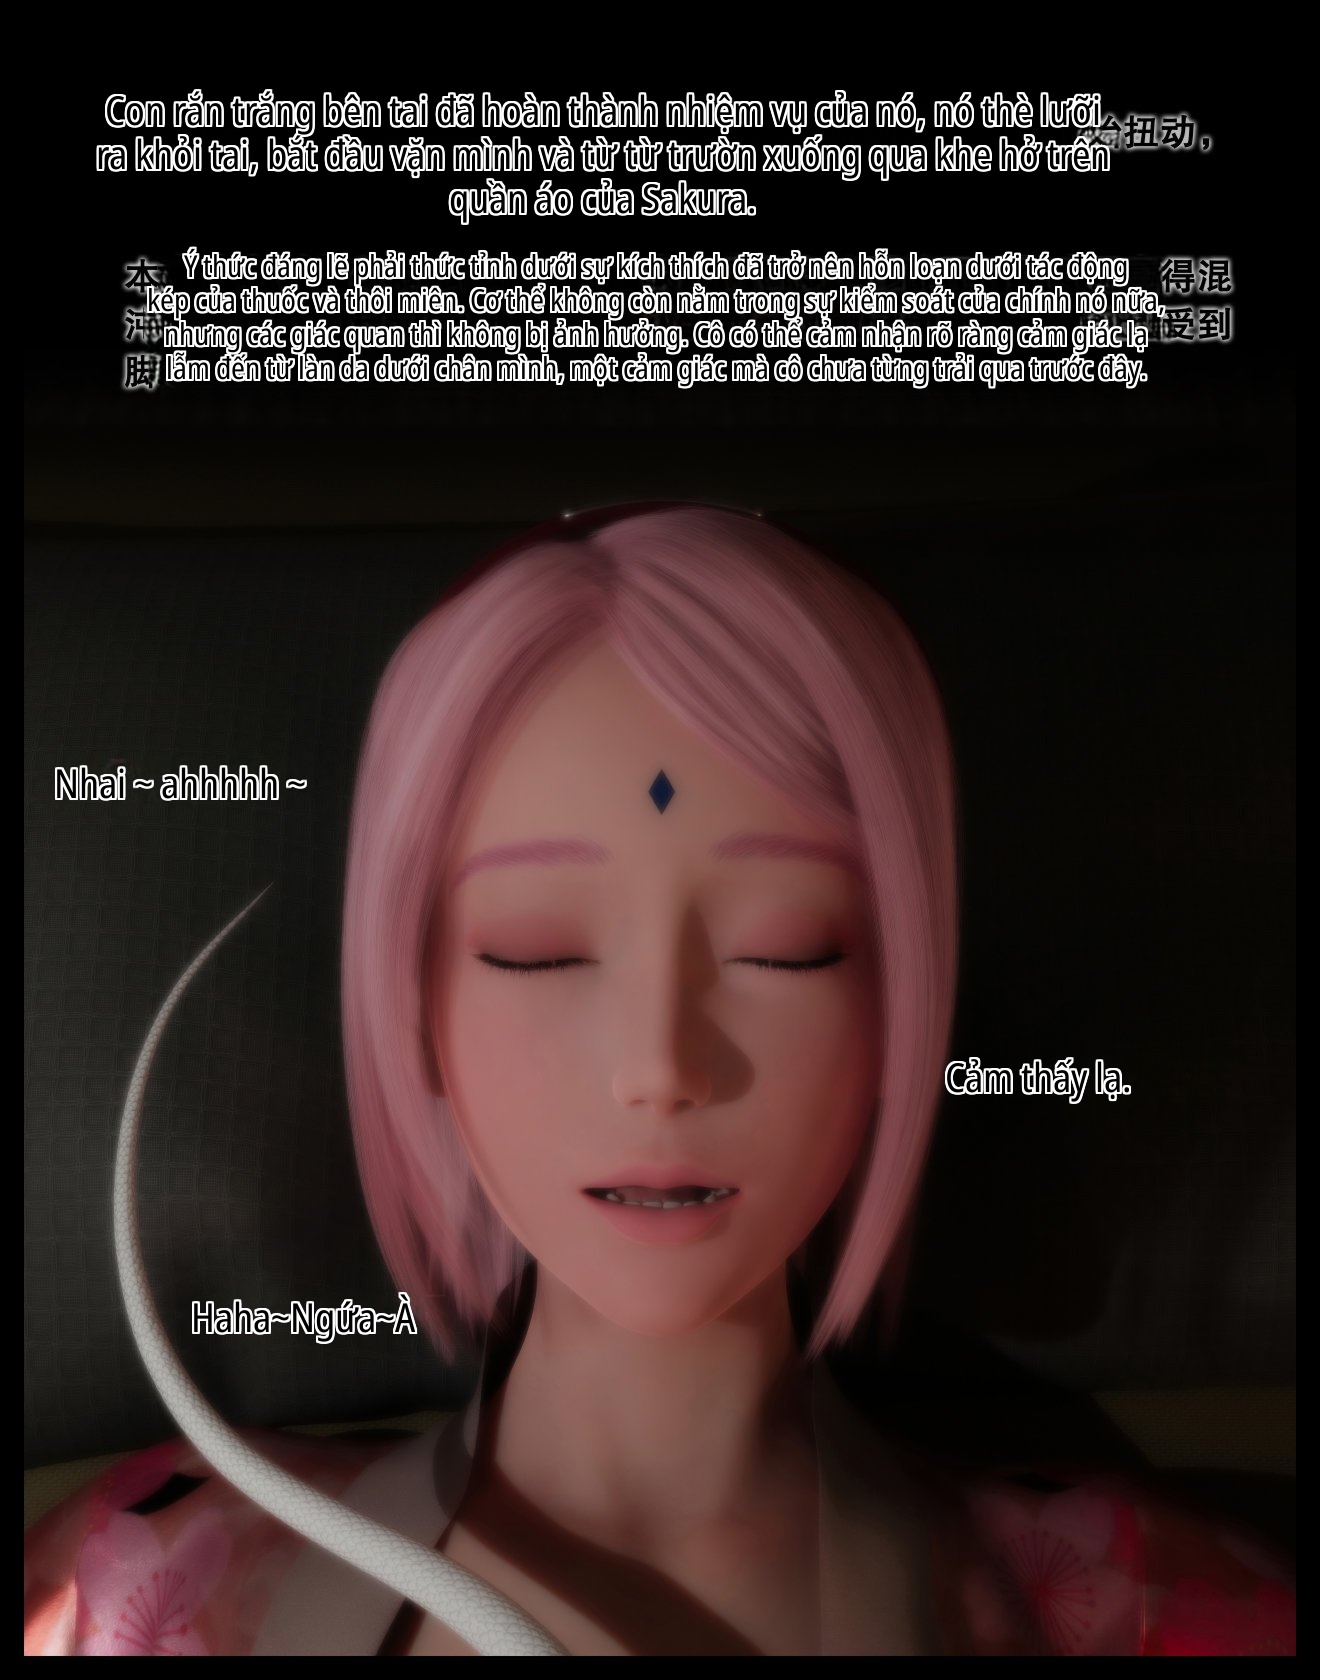 Con rắn trắng bên tai đã hoàn thành nhiệm vụ của nó, nó thè lưỡi
扭动，
ra khỏi tai, bắt đầu vặn mình và từ từ trườn xuống qua khe hở trên
quần áo của Sakura.
本
Ý thức đáng lẽ phải thức tỉnh dưới sự kích thích đã trở nên hỗn loạn dưới tác động
得混
kép của thuốc và thôi miên. Cơ thể không còn nằm trong sự kiểm soát của chính nó nữa,
nhưng các giác quan thì không bị ảnh hưởng. Cô có thể cảm nhận rõ ràng cảm giác lạ
受到
lẫm đến từ làn da dưới chân mình, một cảm giác mà cô chưa từng trải qua trước đây.
Nhai ~ ahhhhh ~
Cảm thấy lạ.
Haha~Ngứa~À